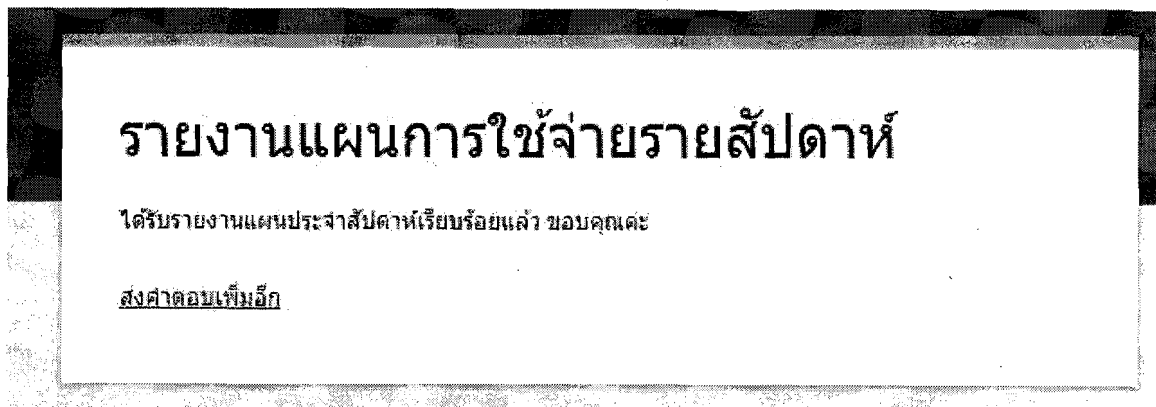 รายงานแผนการใช้จ่ายรายสัปดาห์
ได้รับรายงานแผนประจำสัปดาห์เรียบร้อยแล้ว ขอบคุณค่ะ
ส่งคำตอบเพิ่มอีก